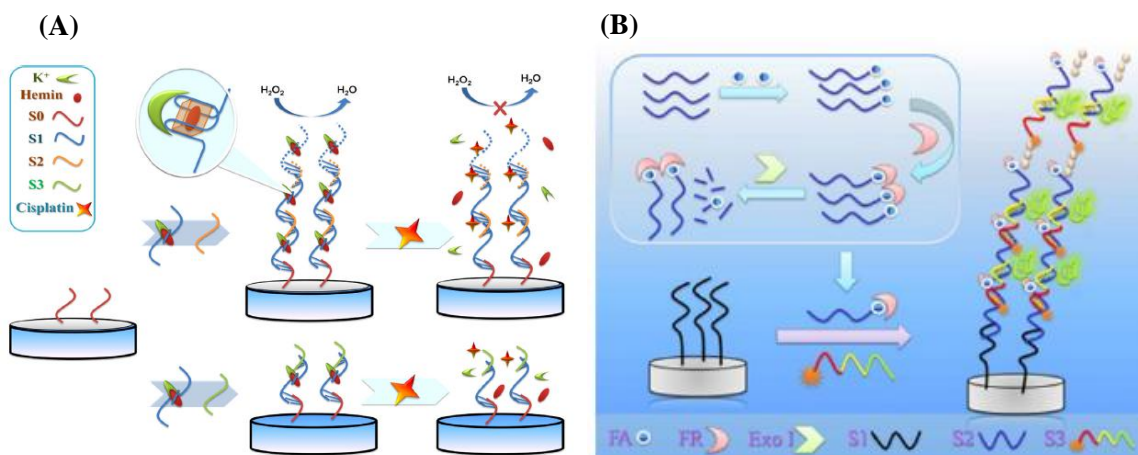 (A)
(B)
K⁺
Hemin
S0
S1
S2
S3
Cisplatin
H₂O₂ H₂O
H₂O₂ H₂O
FA FR Exo I S1 S2 S3